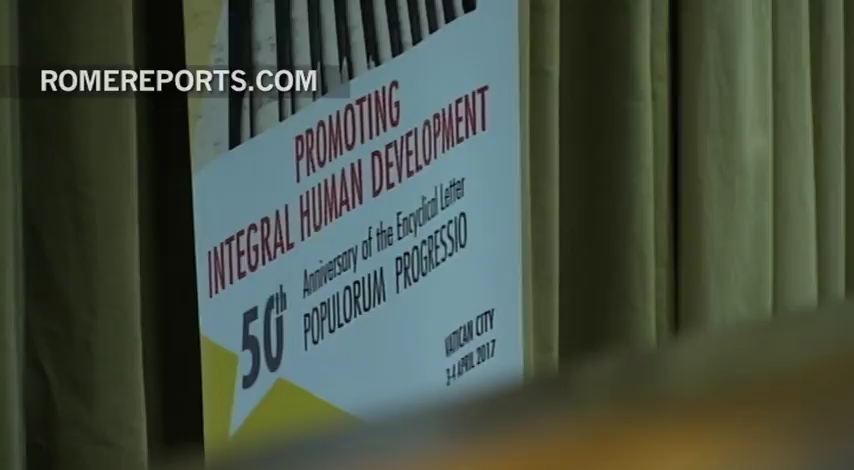 ROMEREPORTS.COM
PROMOTING
INTEGRAL HUMAN DEVELOPMENT
50th
Anniversary of the Encyclical Letter
POPULORUM PROGRESSIO
VATICAN CITY
3-4 APRIL 2017